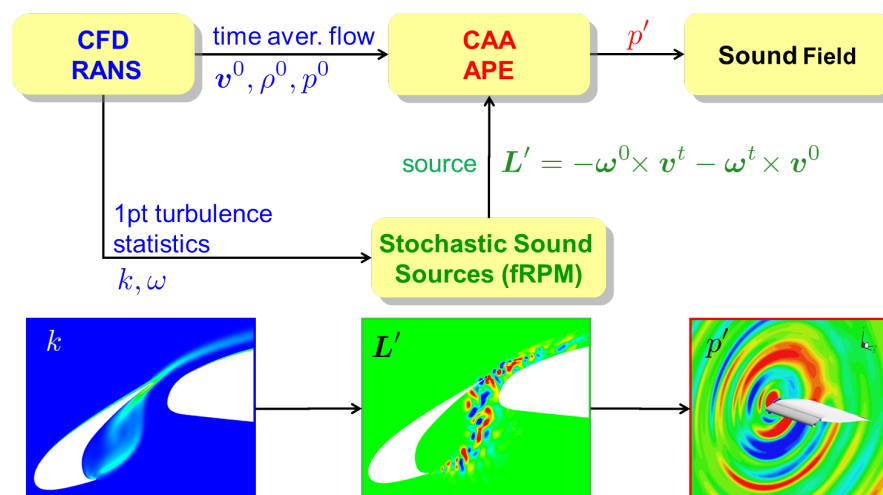 CFD
RANS
time aver. flow
𝒗⁰, ρ⁰, p⁰
CAA
APE
p′
Sound Field
source
𝑳′ = −𝝎⁰× 𝒗ᵗ − 𝝎ᵗ × 𝒗⁰
1pt turbulence
statistics
k, ω
Stochastic Sound
Sources (fRPM)
k
𝑳′
p′